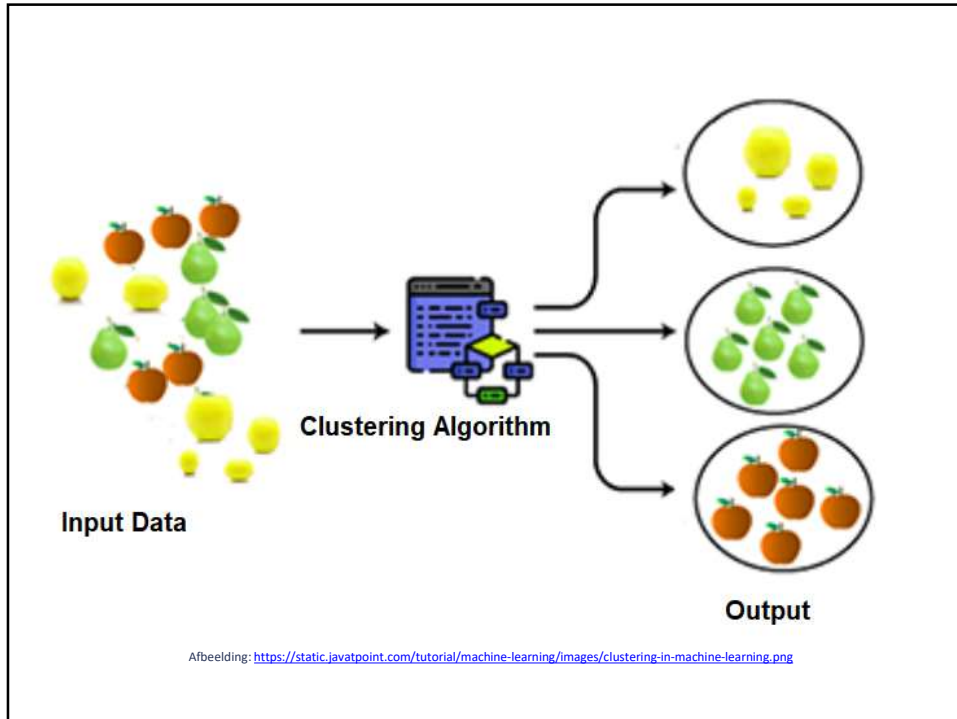 Clustering Algorithm
Input Data
Output
Afbeelding: https://static.javatpoint.com/tutorial/machine-learning/images/clustering-in-machine-learning.png